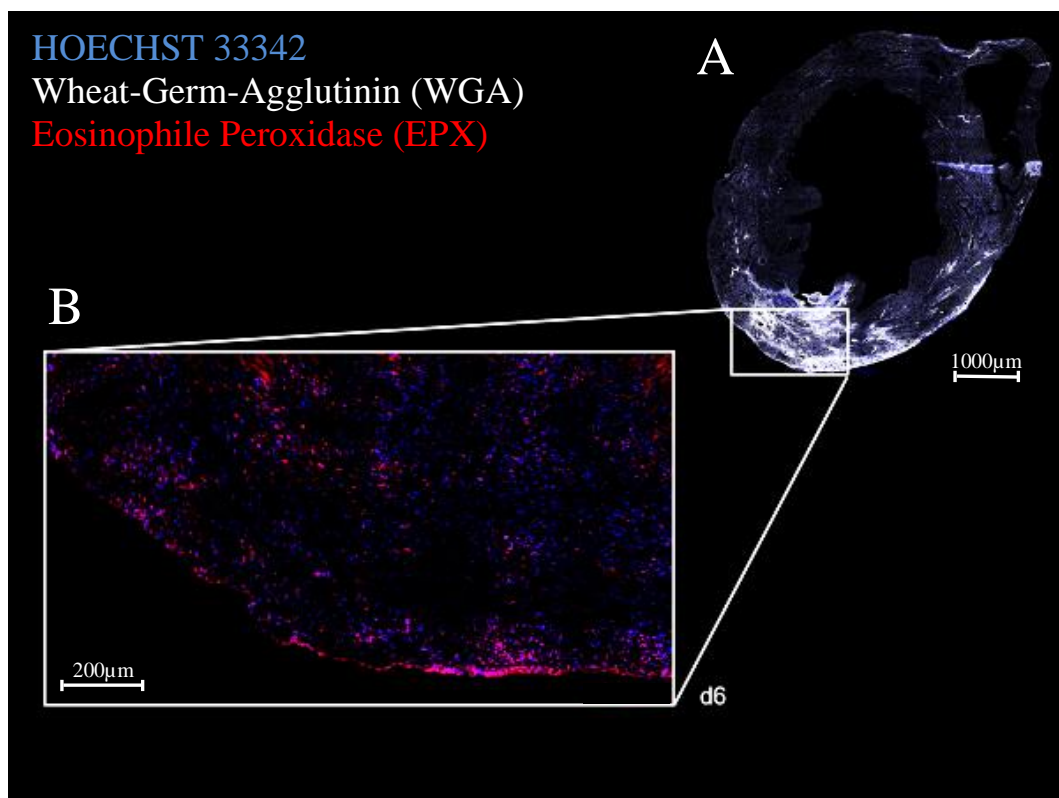 HOECHST 33342
Wheat-Germ-Agglutinin (WGA)
Eosinophile Peroxidase (EPX)
A
B
1000µm
200µm
d6